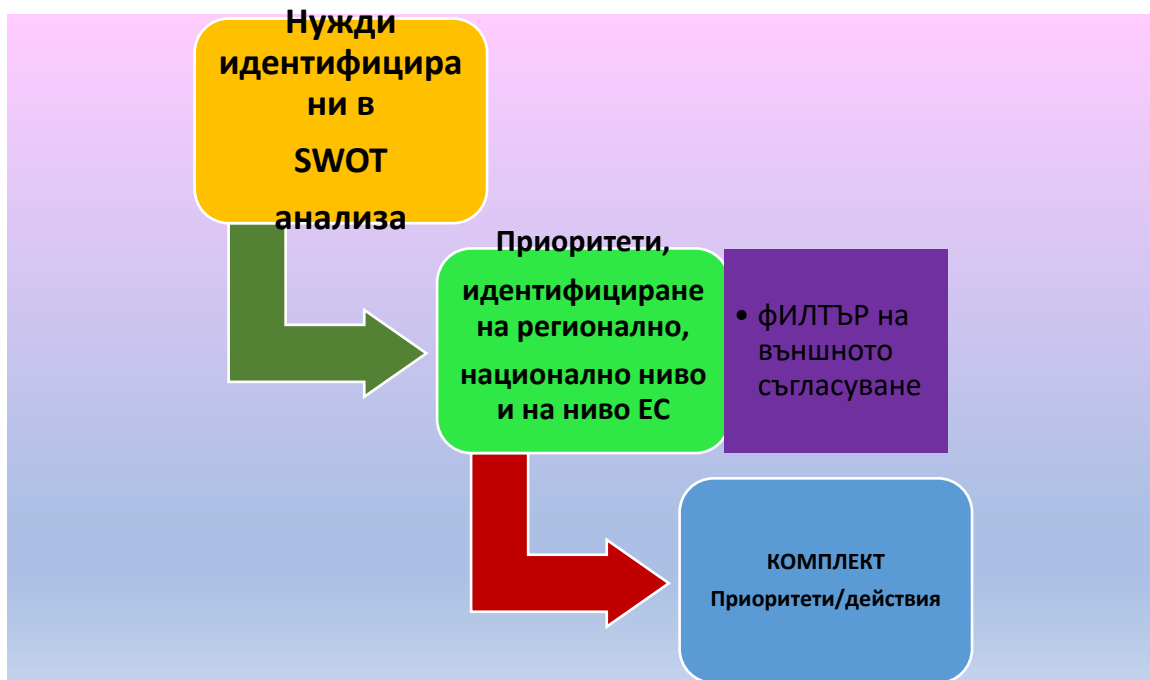 Нужди
идентифицира
ни в
SWOT
анализа
Приоритети,
идентифициране
на регионално,
национално ниво
и на ниво ЕС
• фИЛТЪР на
външното
съгласуване
КОМПЛЕКТ
Приоритети/действия